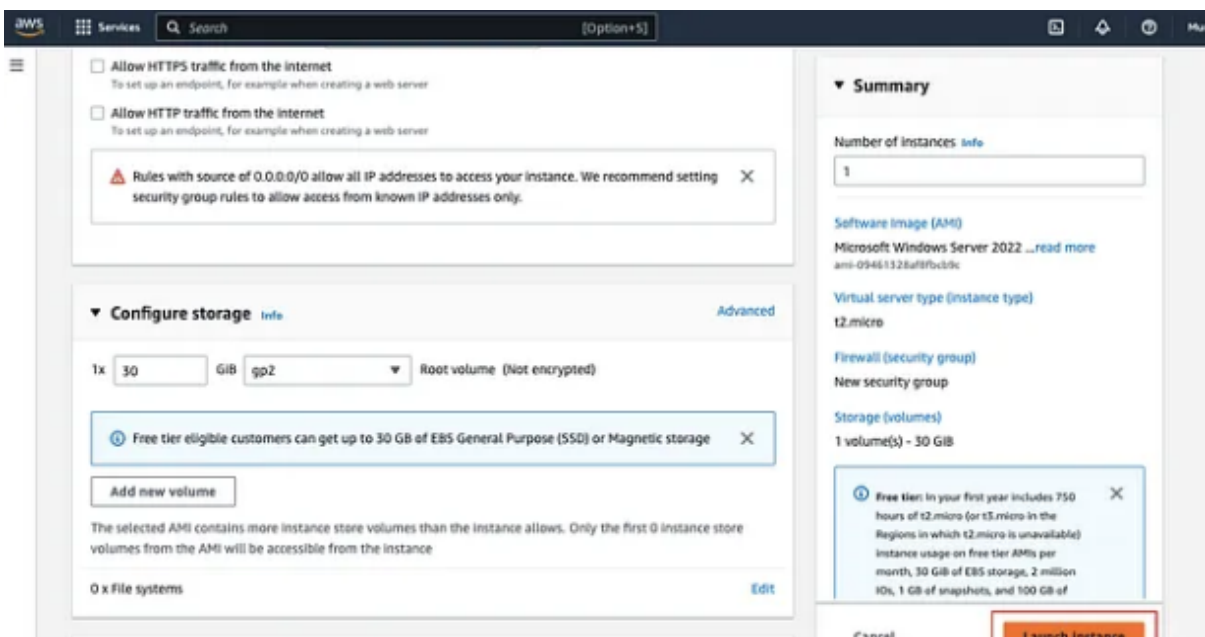 aws
Services
Search
[Option+S]
Allow HTTPS traffic from the internet
To set up an endpoint, for example when creating a web server
Allow HTTP traffic from the internet
To set up an endpoint, for example when creating a web server
Rules with source of 0.0.0.0/0 allow all IP addresses to access your instance. We recommend setting
security group rules to allow access from known IP addresses only.
Configure storage Info
Advanced
1x 30 GiB gp2 Root volume (Not encrypted)
Free tier eligible customers can get up to 30 GB of EBS General Purpose (SSD) or Magnetic storage
Add new volume
The selected AMI contains more instance store volumes than the instance allows. Only the first 0 instance store
volumes from the AMI will be accessible from the instance
0 x File systems
Edit
Summary
Number of instances Info
1
Software Image (AMI)
Microsoft Windows Server 2022 ...read more
Virtual server type (instance type)
t2.micro
Firewall (security group)
New security group
Storage (volumes)
1 volume(s) - 30 GiB
Free tier: In your first year includes 750
hours of t2.micro (or t3.micro in the
Regions in which t2.micro is unavailable)
instance usage on free tier AMIs per
month, 30 GiB of EBS storage, 2 million
IOs, 1 GB of snapshots, and 100 GB of
Cancel
Launch instance